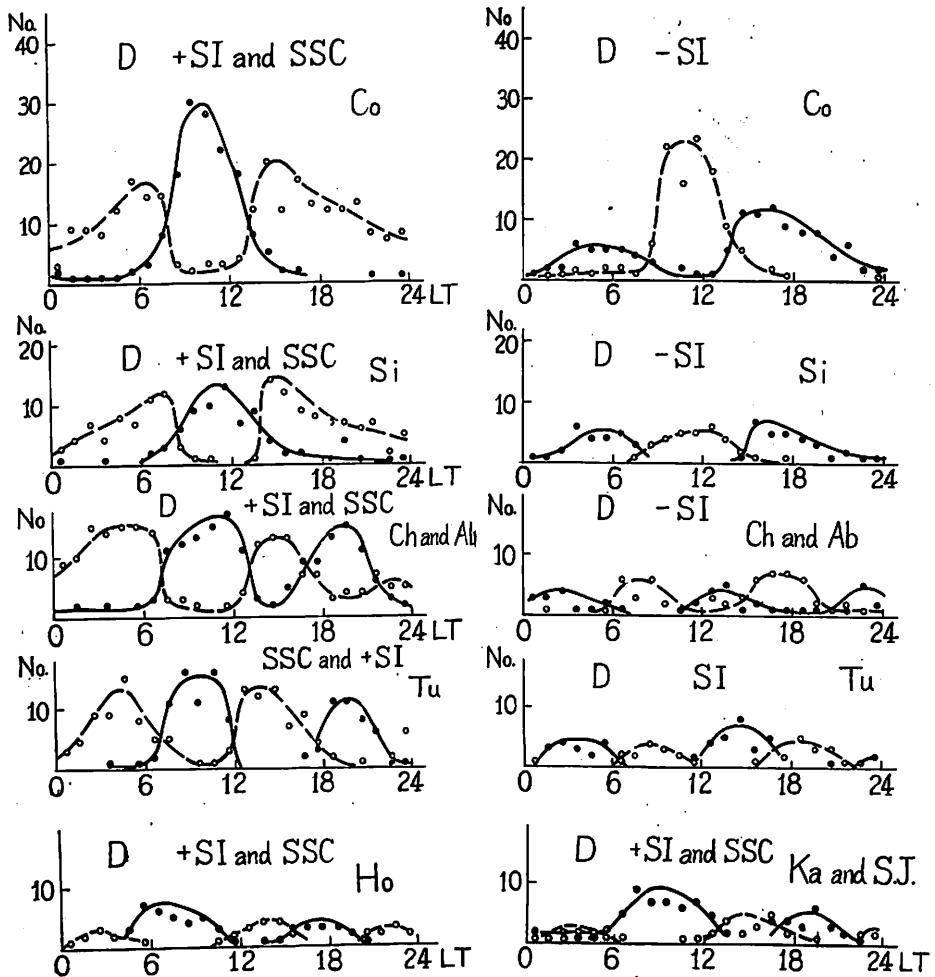 No.
40
30
20
10
0 6 12 18 24 LT
D +SI and SSC
Co
No
40
30
20
10
0 6 12 18 24 LT
D -SI
Co
No.
20
10
0 6 12 18 24
D +SI and SSC
Si
No.
20
10
0 6 12 18 24
D -SI
Si
No
10
0 6 12 18 24
D +SI and SSC
Ch and Ab
No.
10
0 6 12 18 24
D -SI
Ch and Ab
No.
10
0 6 12 18 24
SSC and +SI
Tu
No.
10
0 6 12 18 24
D SI
Tu
10
0 6 12 18 24 LT
D +SI and SSC
Ho
10
0 6 12 18 24 LT
D +SI and SSC
Ka and S.J.